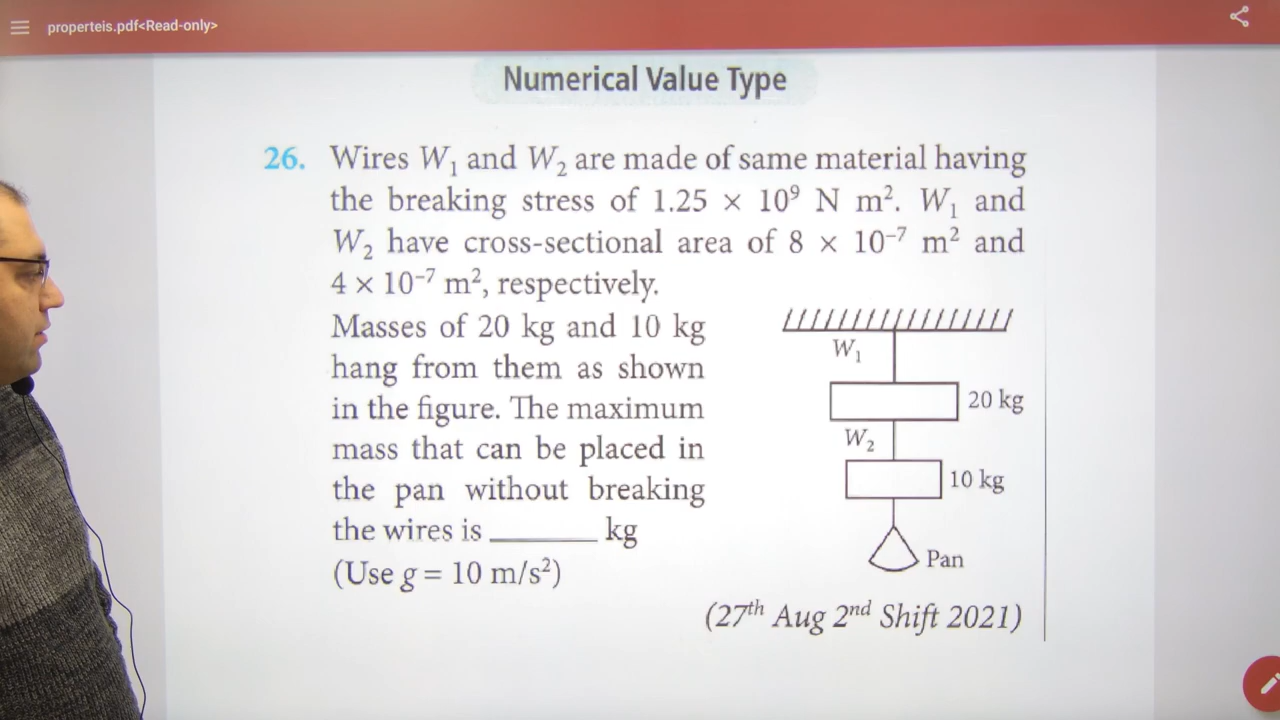 properteis.pdf<Read-only>
Numerical Value Type
26. Wires W₁ and W₂ are made of same material having
the breaking stress of 1.25 × 10⁹ N m². W₁ and
W₂ have cross-sectional area of 8 × 10⁻⁷ m² and
4 × 10⁻⁷ m², respectively.
Masses of 20 kg and 10 kg
hang from them as shown
in the figure. The maximum
mass that can be placed in
the pan without breaking
the wires is ________ kg
(Use g = 10 m/s²)
W₁
20 kg
W₂
10 kg
Pan
(27ᵗʰ Aug 2ⁿᵈ Shift 2021)